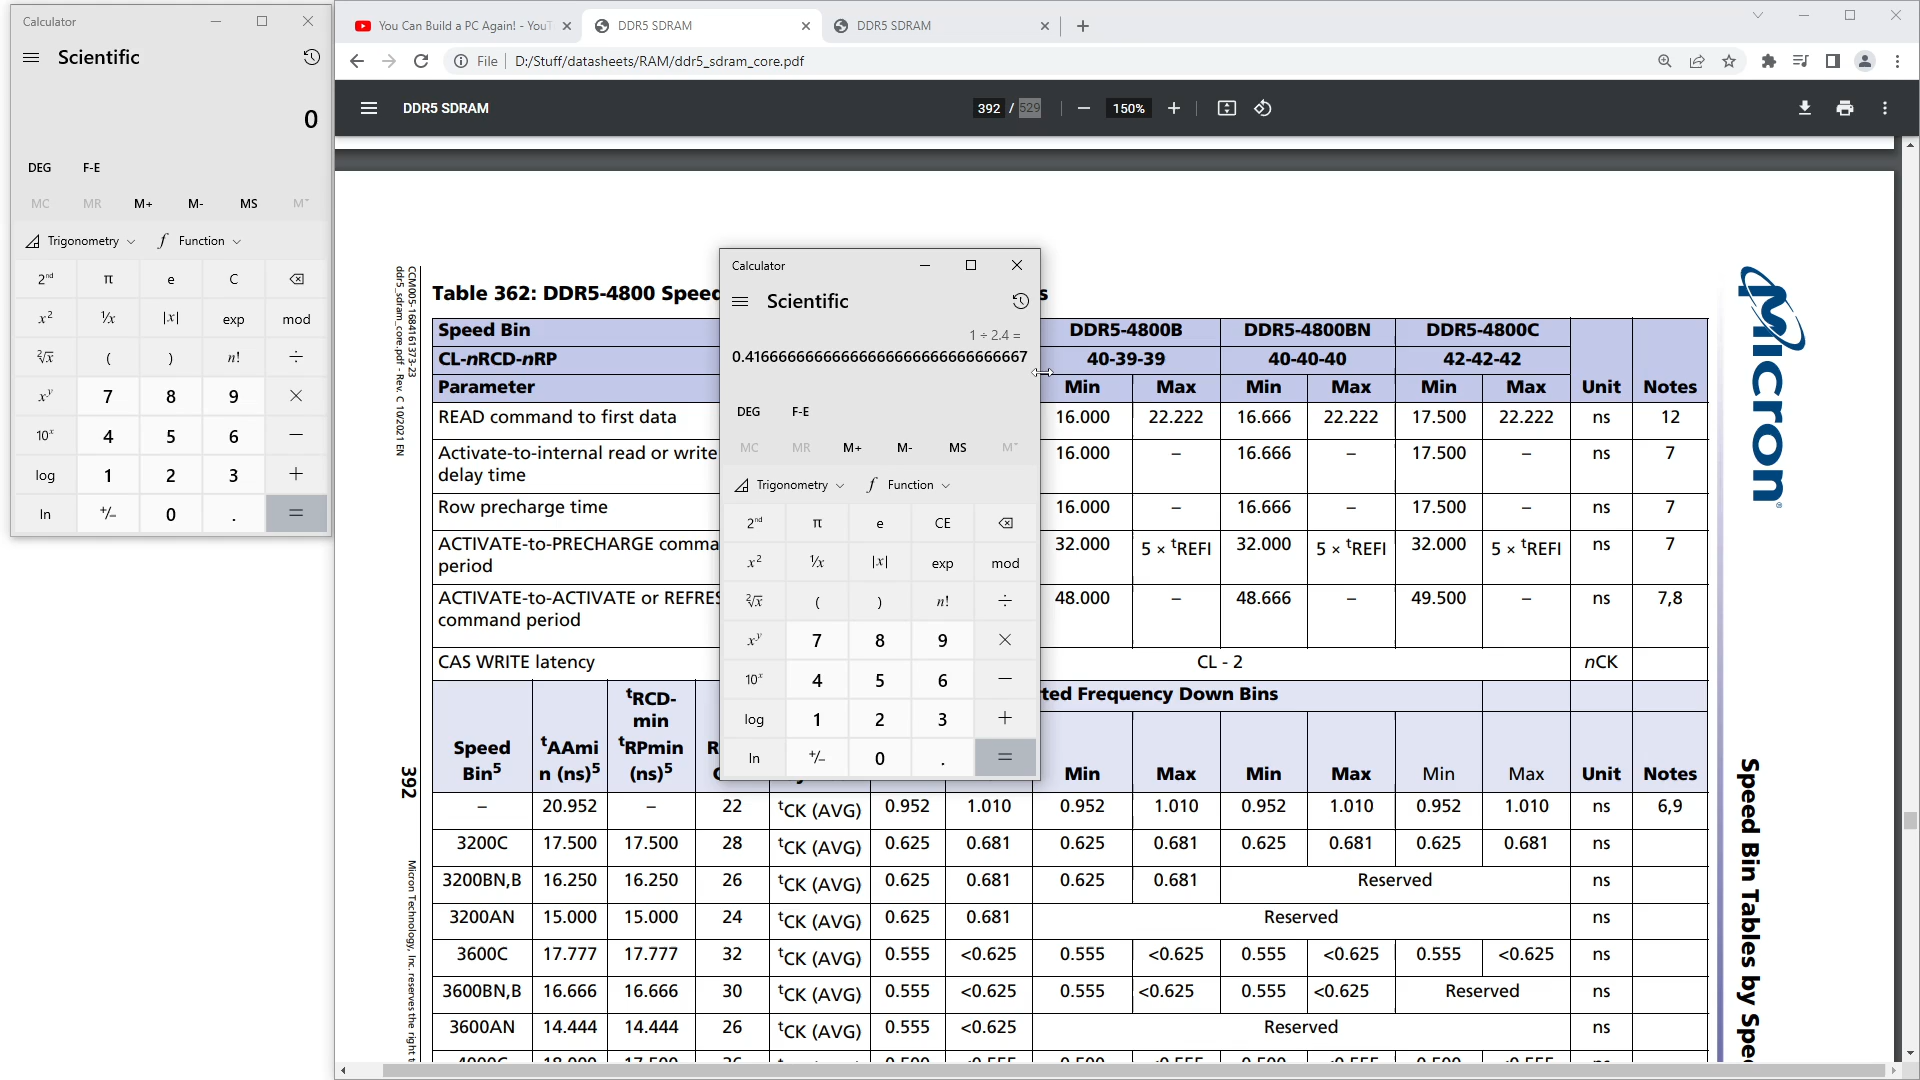 Calculator
Scientific
0
DEG F-E
MC MR M+ M- MS M˅
Trigonometry Function
2nd π e C
x² ¹/x |x| exp mod
²√x ( ) n! ÷
xʸ 7 8 9 ×
10ˣ 4 5 6 −
log 1 2 3 +
ln +/− 0 . =
You Can Build a PC Again! - YouT
DDR5 SDRAM
DDR5 SDRAM
File D:/Stuff/datasheets/RAM/ddr5_sdram_core.pdf
DDR5 SDRAM
392 / 529
150%
CCM005-1684161373-23
ddr5_sdram_core.pdf - Rev. C 10/2021 EN
392
Micron Technology, Inc. reserves the right t
Table 362: DDR5-4800 Speed
s
Speed Bin DDR5-4800B DDR5-4800BN DDR5-4800C
CL-nRCD-nRP 40-39-39 40-40-40 42-42-42
Parameter Min Max Min Max Min Max Unit Notes
READ command to first data 16.000 22.222 16.666 22.222 17.500 22.222 ns 12
Activate-to-internal read or write 16.000 – 16.666 – 17.500 – ns 7
delay time
Row precharge time 16.000 – 16.666 – 17.500 – ns 7
ACTIVATE-to-PRECHARGE comma 32.000 5 × tREFI 32.000 5 × tREFI 32.000 5 × tREFI ns 7
period
ACTIVATE-to-ACTIVATE or REFRES 48.000 – 48.666 – 49.500 – ns 7,8
command period
CAS WRITE latency CL - 2 nCK
ted Frequency Down Bins
Speed
Bin5
tAAmi
n (ns)5
tRCD-
min
tRPmin
(ns)5
Min Max Min Max Min Max Unit Notes
– 20.952 – 22 tCK (AVG) 0.952 1.010 0.952 1.010 0.952 1.010 0.952 1.010 ns 6,9
3200C 17.500 17.500 28 tCK (AVG) 0.625 0.681 0.625 0.681 0.625 0.681 0.625 0.681 ns
3200BN,B 16.250 16.250 26 tCK (AVG) 0.625 0.681 0.625 0.681 Reserved ns
3200AN 15.000 15.000 24 tCK (AVG) 0.625 0.681 Reserved ns
3600C 17.777 17.777 32 tCK (AVG) 0.555 <0.625 0.555 <0.625 0.555 <0.625 0.555 <0.625 ns
3600BN,B 16.666 16.666 30 tCK (AVG) 0.555 <0.625 0.555 <0.625 0.555 <0.625 Reserved ns
3600AN 14.444 14.444 26 tCK (AVG) 0.555 <0.625 Reserved ns
Calculator
Scientific
1 ÷ 2.4 =
0.41666666666666666666666666666667
DEG F-E
MC MR M+ M- MS M˅
Trigonometry Function
2nd π e CE
x² ¹/x |x| exp mod
²√x ( ) n! ÷
xʸ 7 8 9 ×
10ˣ 4 5 6 −
log 1 2 3 +
ln +/− 0 . =
Micron
Speed Bin Tables by Spe